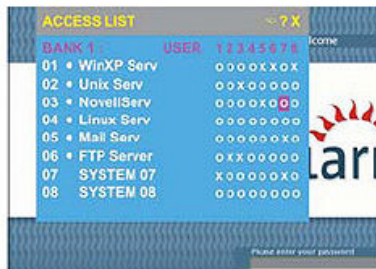 ACCESS LIST ~ ? X
lcome
BANK 1 : USER 1 2 3 4 5 6 7 8
01 • WinXP Serv o o o o x x o x
02 • Unix Serv o o x o o o o o
03 • NovellServ o o o o x o o o
04 • Linux Serv o o o o o o o o
05 • Mail Serv o o o o o o x o
06 • FTP Server o x x o o o o o
07 SYSTEM 07 x o o o o o x o
08 SYSTEM 08 o o o o o o o o
lari
Please enter your password